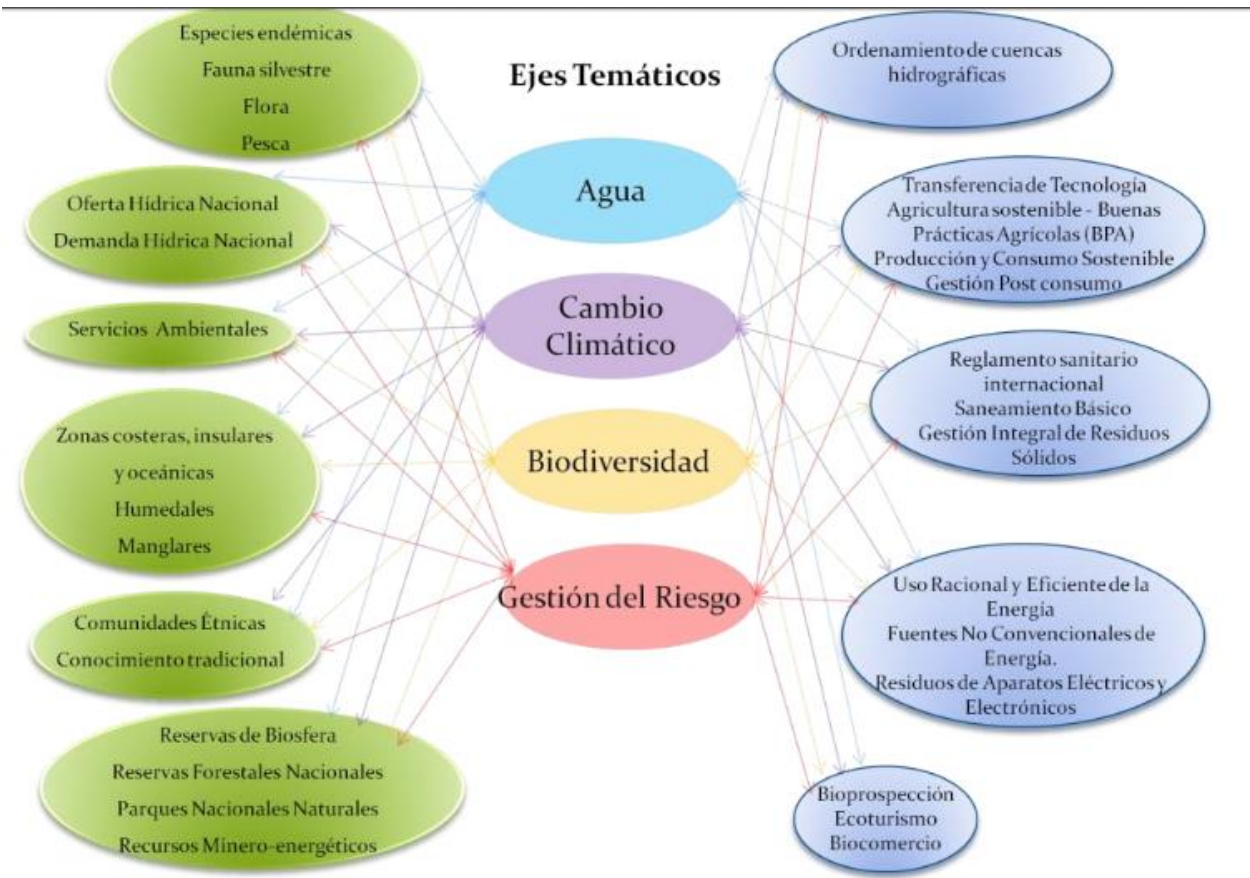 Ejes Temáticos
Especies endémicas
Fauna silvestre
Flora
Pesca
Oferta Hídrica Nacional
Demanda Hídrica Nacional
Servicios Ambientales
Zonas costeras, insulares
y oceánicas
Humedales
Manglares
Comunidades Étnicas
Conocimiento tradicional
Reservas de Biosfera
Reservas Forestales Nacionales
Parques Nacionales Naturales
Recursos Minero-energéticos
Agua
Cambio
Climático
Biodiversidad
Gestión del Riesgo
Ordenamiento de cuencas
hidrográficas
Transferencia de Tecnología
Agricultura sostenible - Buenas
Prácticas Agrícolas (BPA)
Producción y Consumo Sostenible
Gestión Post consumo
Reglamento sanitario
internacional
Saneamiento Básico
Gestión Integral de Residuos
Sólidos
Uso Racional y Eficiente de la
Energía
Fuentes No Convencionales de
Energía.
Residuos de Aparatos Eléctricos y
Electrónicos
Bioprospección
Ecoturismo
Biocomercio